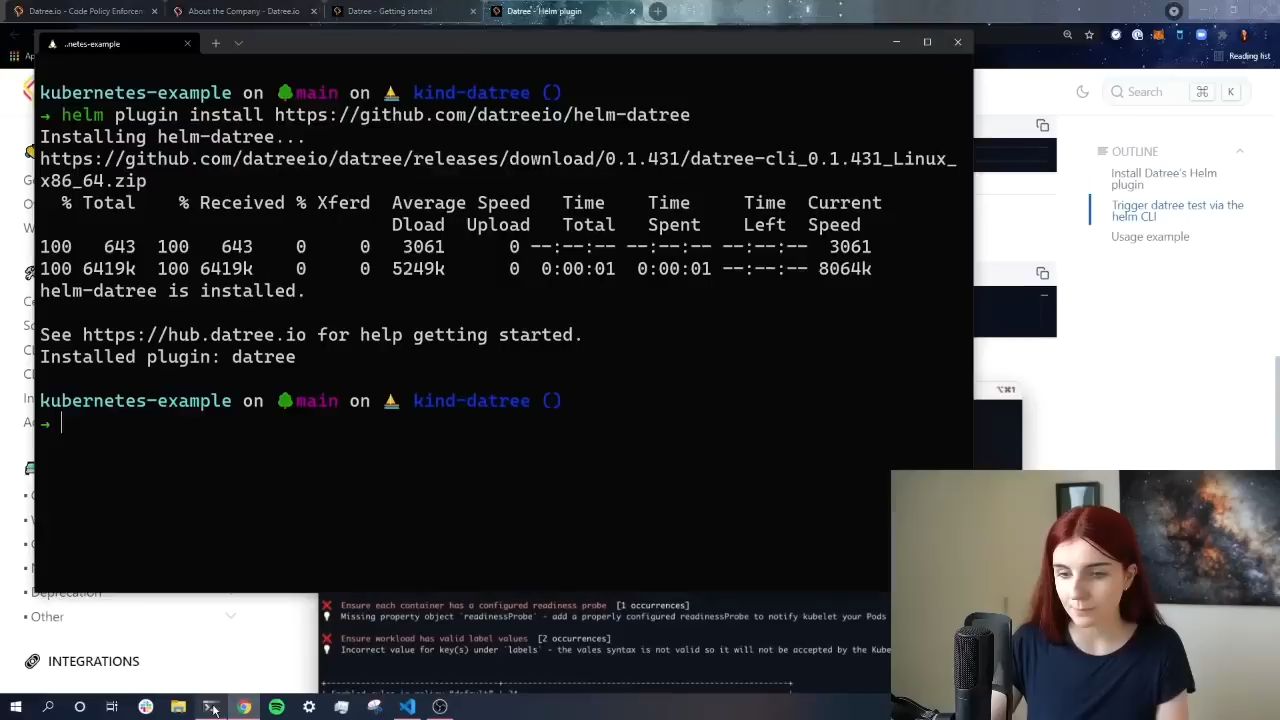 Datree.io - Code Policy Enforcem
About the Company - Datree.io
Datree - Getting started
Datree - Helm plugin
Reading list
..netes-example
kubernetes-example on main on kind-datree ()
→ helm plugin install https://github.com/datreeio/helm-datree
Installing helm-datree...
https://github.com/datreeio/datree/releases/download/0.1.431/datree-cli_0.1.431_Linux_
x86_64.zip
% Total % Received % Xferd Average Speed Time Time Time Current
Dload Upload Total Spent Left Speed
100 643 100 643 0 0 3061 0 --:--:-- --:--:-- --:--:-- 3061
100 6419k 100 6419k 0 0 5249k 0 0:00:01 0:00:01 --:--:-- 8064k
helm-datree is installed.
See https://hub.datree.io for help getting started.
Installed plugin: datree
kubernetes-example on main on kind-datree ()
→
Search ⌘ K
OUTLINE
Install Datree's Helm
plugin
Trigger datree test via the
helm CLI
Usage example
⌥⌘1
Deprecation
Other
INTEGRATIONS
Ensure each container has a configured readiness probe [1 occurrences]
Missing property object `readinessProbe` - add a properly configured readinessProbe to notify kubelet your Pods
Ensure workload has valid label values [2 occurrences]
Incorrect value for key(s) under `labels` - the vales syntax is not valid so it will not be accepted by the Kube